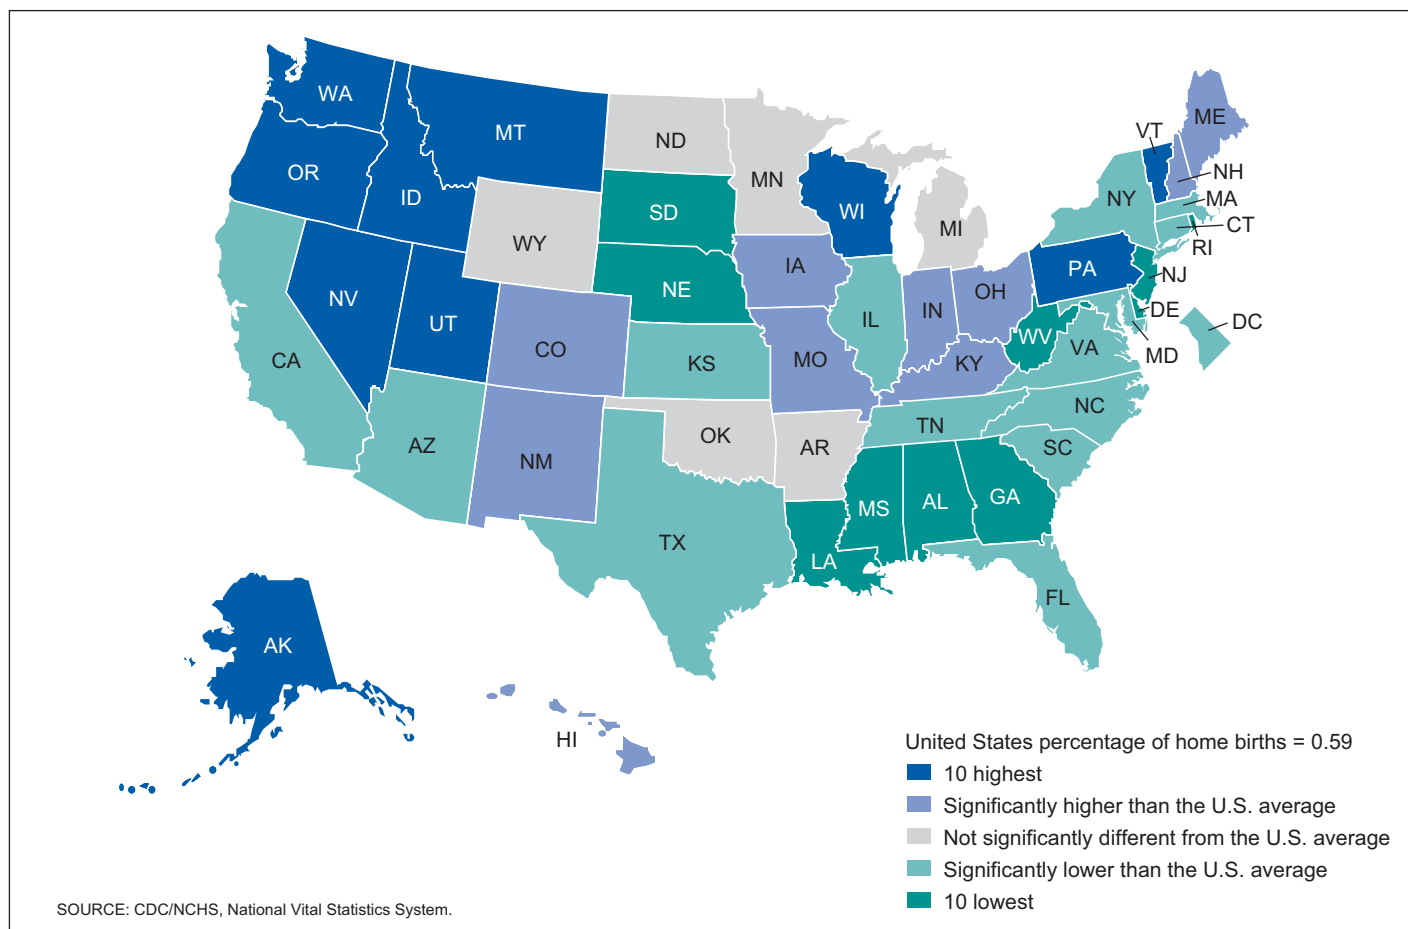 WA
MT
ND
MN
OR
ID
SD
WI
MI
WY
VT
ME
NH
NY
MA
CT
RI
IA
NE
PA
NJ
NV
UT
IL
IN
OH
DE
DC
CO
WV
MD
CA
KS
MO
KY
VA
AZ
NM
OK
AR
TN
NC
SC
MS
AL
GA
TX
LA
FL
AK
HI
United States percentage of home births = 0.59
10 highest
Significantly higher than the U.S. average
Not significantly different from the U.S. average
Significantly lower than the U.S. average
10 lowest
SOURCE: CDC/NCHS, National Vital Statistics System.